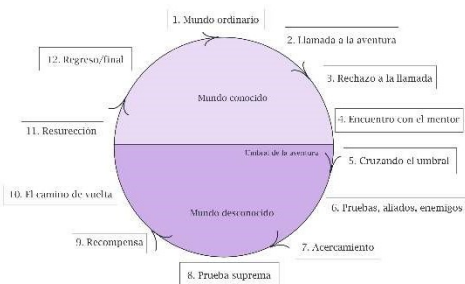 1. Mundo ordinario
2. Llamada a la aventura
3. Rechazo a la llamada
4. Encuentro con el mentor
5. Cruzando el umbral
6. Pruebas, aliados, enemigos
7. Acercamiento
8. Prueba suprema
9. Recompensa
10. El camino de vuelta
11. Resurección
12. Regreso/final
Mundo conocido
Umbral de la aventura
Mundo desconocido